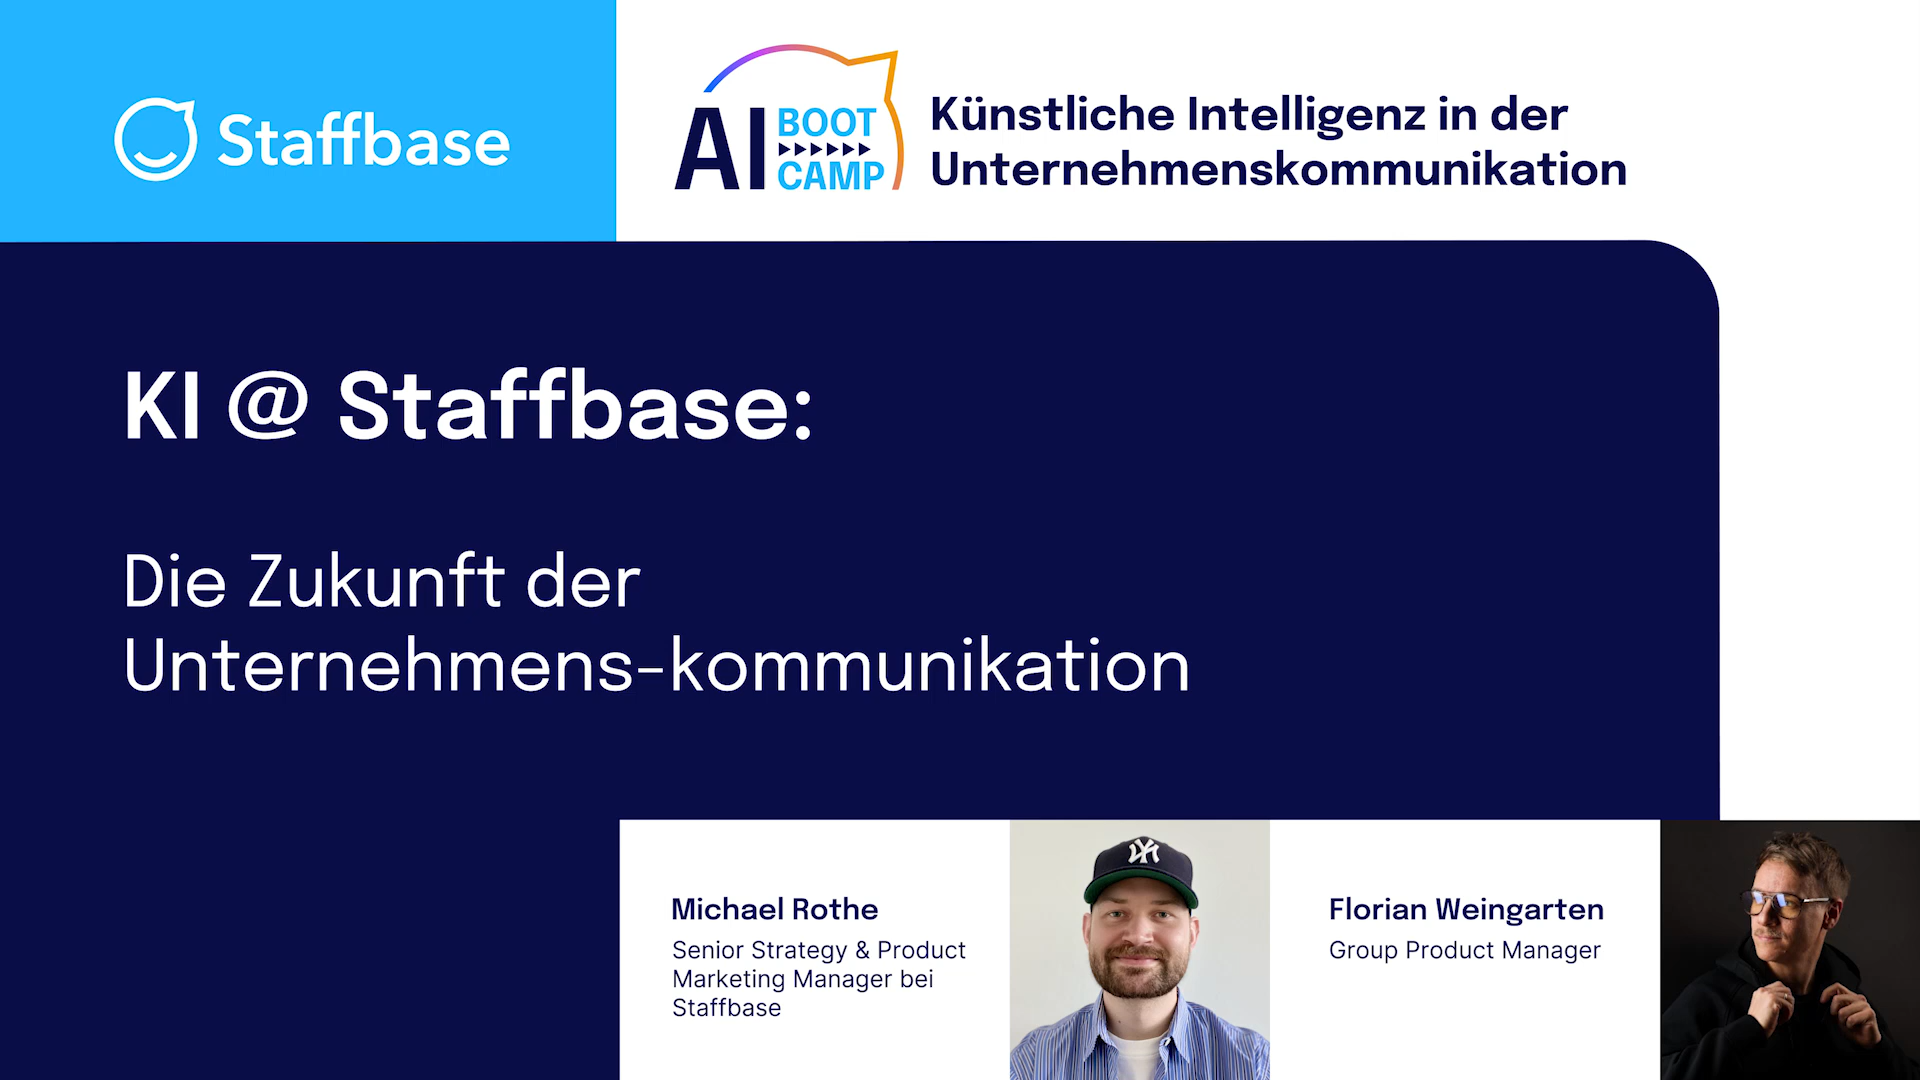 Staffbase
AI BOOT CAMP
Künstliche Intelligenz in der
Unternehmenskommunikation
KI @ Staffbase:
Die Zukunft der
Unternehmens-kommunikation
Michael Rothe
Senior Strategy & Product
Marketing Manager bei
Staffbase
NY
Florian Weingarten
Group Product Manager